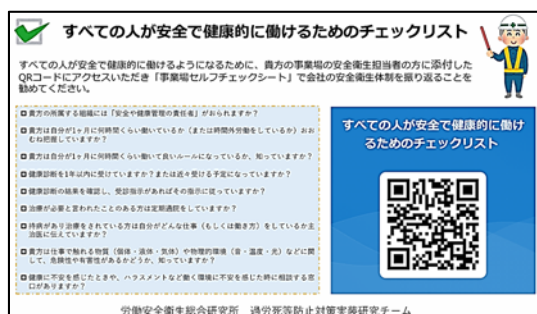 すべての人が安全で健康的に働けるためのチェックリスト
すべての人が安全で健康的に働けるようになるために、貴方の事業場の安全衛生担当者の方に添付した
QRコードにアクセスいただき「事業場セルフチェックシート」で会社の安全衛生体制を振り返ることを
勧めてください。
貴方の所属する組織には「安全や健康管理の責任者」がおられますか？
貴方は自分が1ヶ月に何時間くらい働いているか（または時間外労働をしているか）おお
むね把握していますか？
貴方は自分が1ヶ月に何時間くらい働いて良いルールになっているか、知っていますか？
健康診断を1年以内に受けていますか？または近々受ける予定になっていますか？
健康診断の結果を確認し、受診指示があればその指示に従っていますか？
治療が必要と言われたことのある方は定期通院をしていますか？
持病があり治療をされている方は自分がどんな仕事（もしくは働き方）をしているか主
治医に伝えていますか？
貴方は仕事で触れる物質（個体・液体・気体）や物理的環境（音・温度・光）などに関
して、危険性や有害性があるかどうか、知っていますか？
健康に不安を感じたときや、ハラスメントなど働く環境に不安を感じた時に相談する窓
口がありますか？
すべての人が安全で健康的に働け
るためのチェックリスト
労働安全衛生総合研究所　過労死等防止対策実装研究チーム